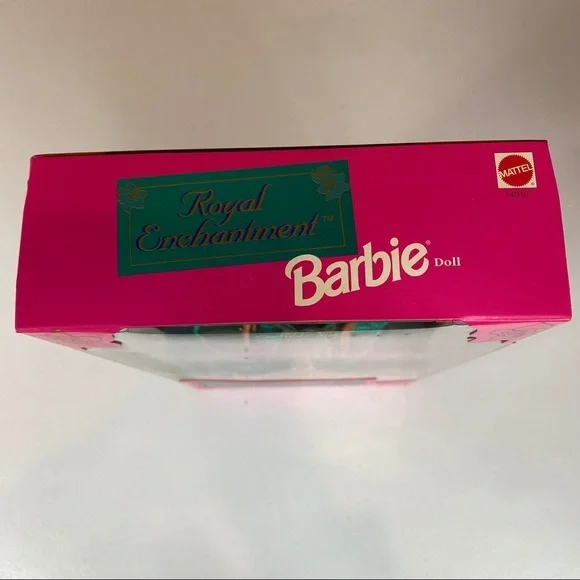 Royal
Enchantment™
Barbie® Doll
MATTEL